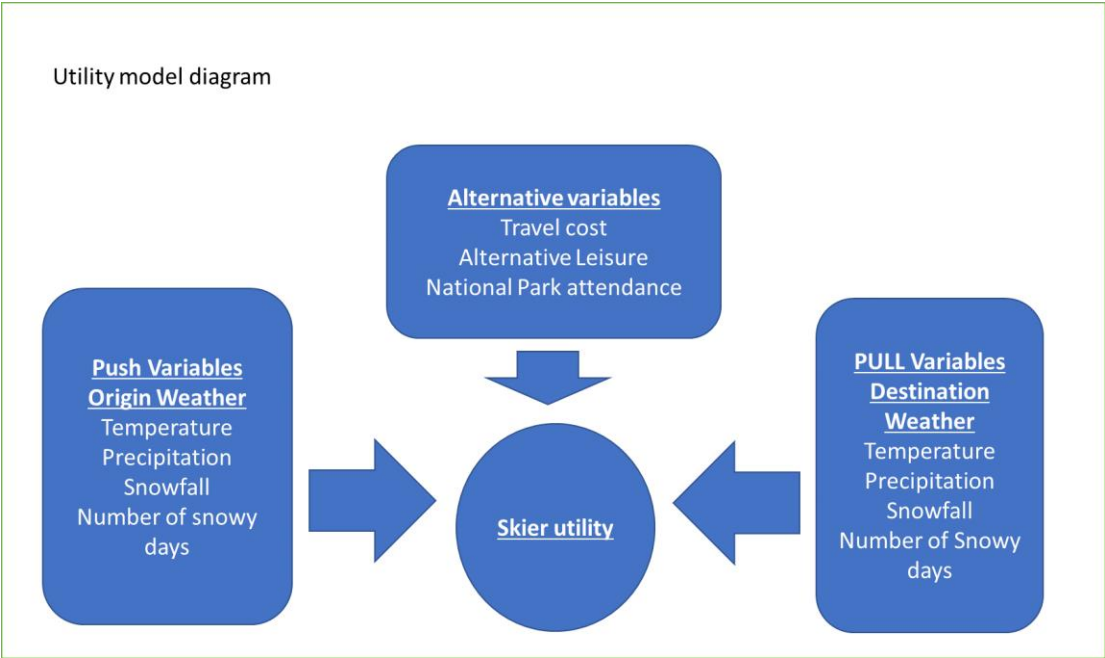 Utility model diagram
Alternative variables
Travel cost
Alternative Leisure
National Park attendance
Push Variables
Origin Weather
Temperature
Precipitation
Snowfall
Number of snowy
days
Skier utility
PULL Variables
Destination
Weather
Temperature
Precipitation
Snowfall
Number of Snowy
days